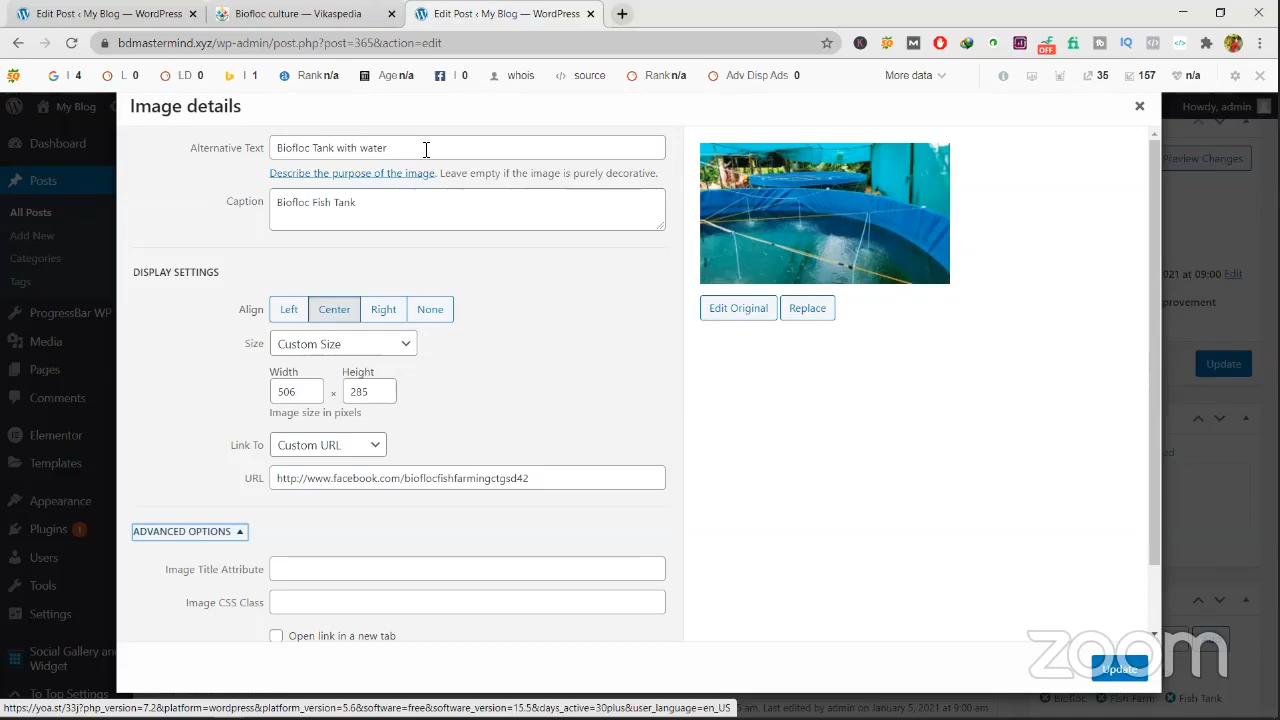 Edit Post ‹ My Blog — WordPress
Biofloc culture — Vikaspedia
Edit Post ‹ My Blog — WordPress
bdmastermind.xyz/wp-admin/post.php?post=365&action=edit
I 4
L 0
LD 0
I 1
Rank n/a
Age n/a
I 0
whois
source
Rank n/a
Adv Disp Ads 0
More data
35
157
n/a
My Blog
Howdy, admin
Image details
Dashboard
Posts
All Posts
Add New
Categories
Tags
ProgressBar WP
Media
Pages
Comments
Elementor
Templates
Appearance
Plugins 1
Users
Tools
Settings
Social Gallery and
Widget
To Top Settings
Alternative Text
Biofloc Tank with water
Describe the purpose of the image. Leave empty if the image is purely decorative.
Caption
Biofloc Fish Tank
DISPLAY SETTINGS
Align
Left
Center
Right
None
Size
Custom Size
Width
Height
506 × 285
Image size in pixels
Link To
Custom URL
URL
http://www.facebook.com/bioflocfishfarmingctgsd42
ADVANCED OPTIONS
Image Title Attribute
Image CSS Class
Open link in a new tab
Edit Original
Replace
Preview Changes
2021 at 09:00 Edit
Update
zoom
Update
Biofloc
Fish Farm
Fish Tank
https://yoa.st/33j?php_version=7.2&platform=wordpress&platform_version=5.
5.5&days_active=30plus&user_language=en_US
am. Last edited by admin on January 5, 2021 at 9:00 am